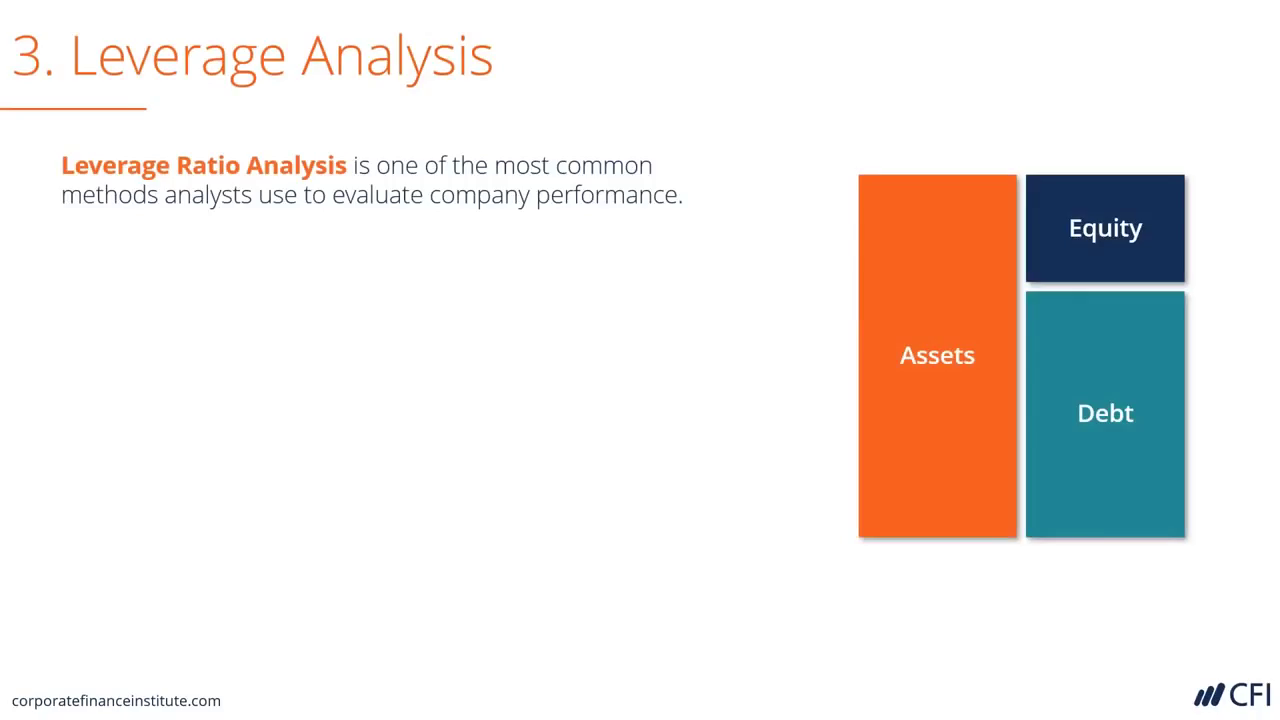 3. Leverage Analysis
Leverage Ratio Analysis is one of the most common
methods analysts use to evaluate company performance.
Equity
Assets
Debt
corporatefinanceinstitute.com
CFI